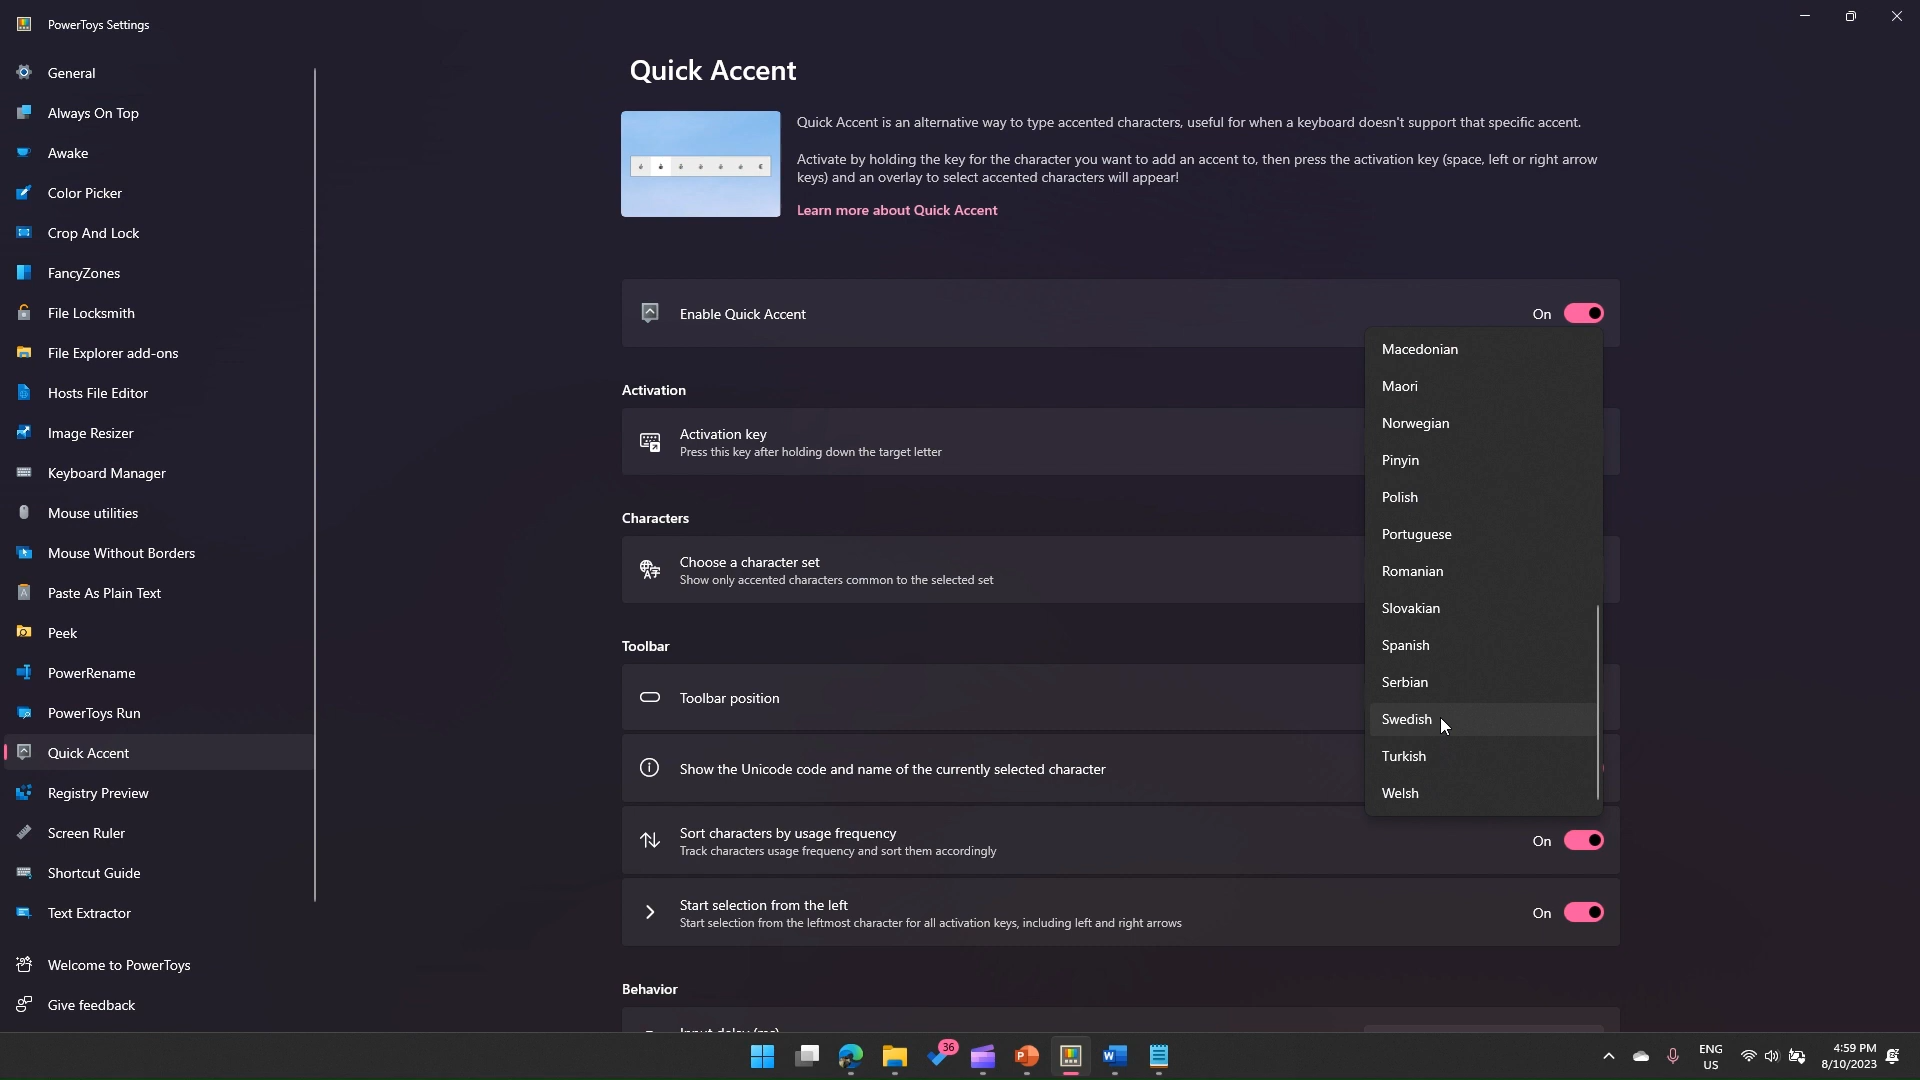 PowerToys Settings
General
Always On Top
Awake
Color Picker
Crop And Lock
FancyZones
File Locksmith
File Explorer add-ons
Hosts File Editor
Image Resizer
Keyboard Manager
Mouse utilities
Mouse Without Borders
Paste As Plain Text
Peek
PowerRename
PowerToys Run
Quick Accent
Registry Preview
Screen Ruler
Shortcut Guide
Text Extractor
Welcome to PowerToys
Give feedback
Quick Accent
Quick Accent is an alternative way to type accented characters, useful for when a keyboard doesn't support that specific accent.
Activate by holding the key for the character you want to add an accent to, then press the activation key (space, left or right arrow
keys) and an overlay to select accented characters will appear!
Learn more about Quick Accent
Enable Quick Accent
On
Activation
Activation key
Press this key after holding down the target letter
Characters
Choose a character set
Show only accented characters common to the selected set
Toolbar
Toolbar position
Show the Unicode code and name of the currently selected character
Sort characters by usage frequency
Track characters usage frequency and sort them accordingly
On
Start selection from the left
Start selection from the leftmost character for all activation keys, including left and right arrows
On
Behavior
Input delay (ms)
Macedonian
Maori
Norwegian
Pinyin
Polish
Portuguese
Romanian
Slovakian
Spanish
Serbian
Swedish
Turkish
Welsh
36
ENG
US
4:59 PM
8/10/2023